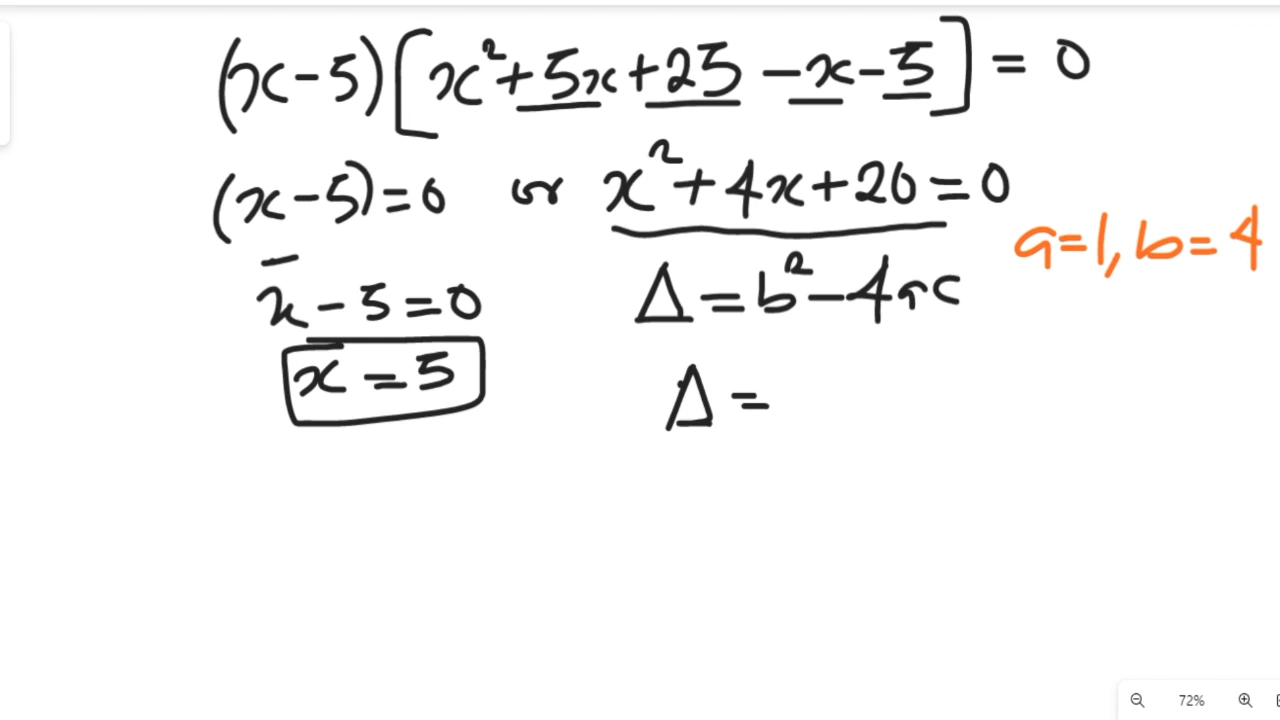 (x-5)[x²+5x+25-x-5] = 0
(x-5)=0 or x²+4x+20=0
a=1, b=4
x-5=0 Δ=b²-4ac
x=5 Δ=
72%